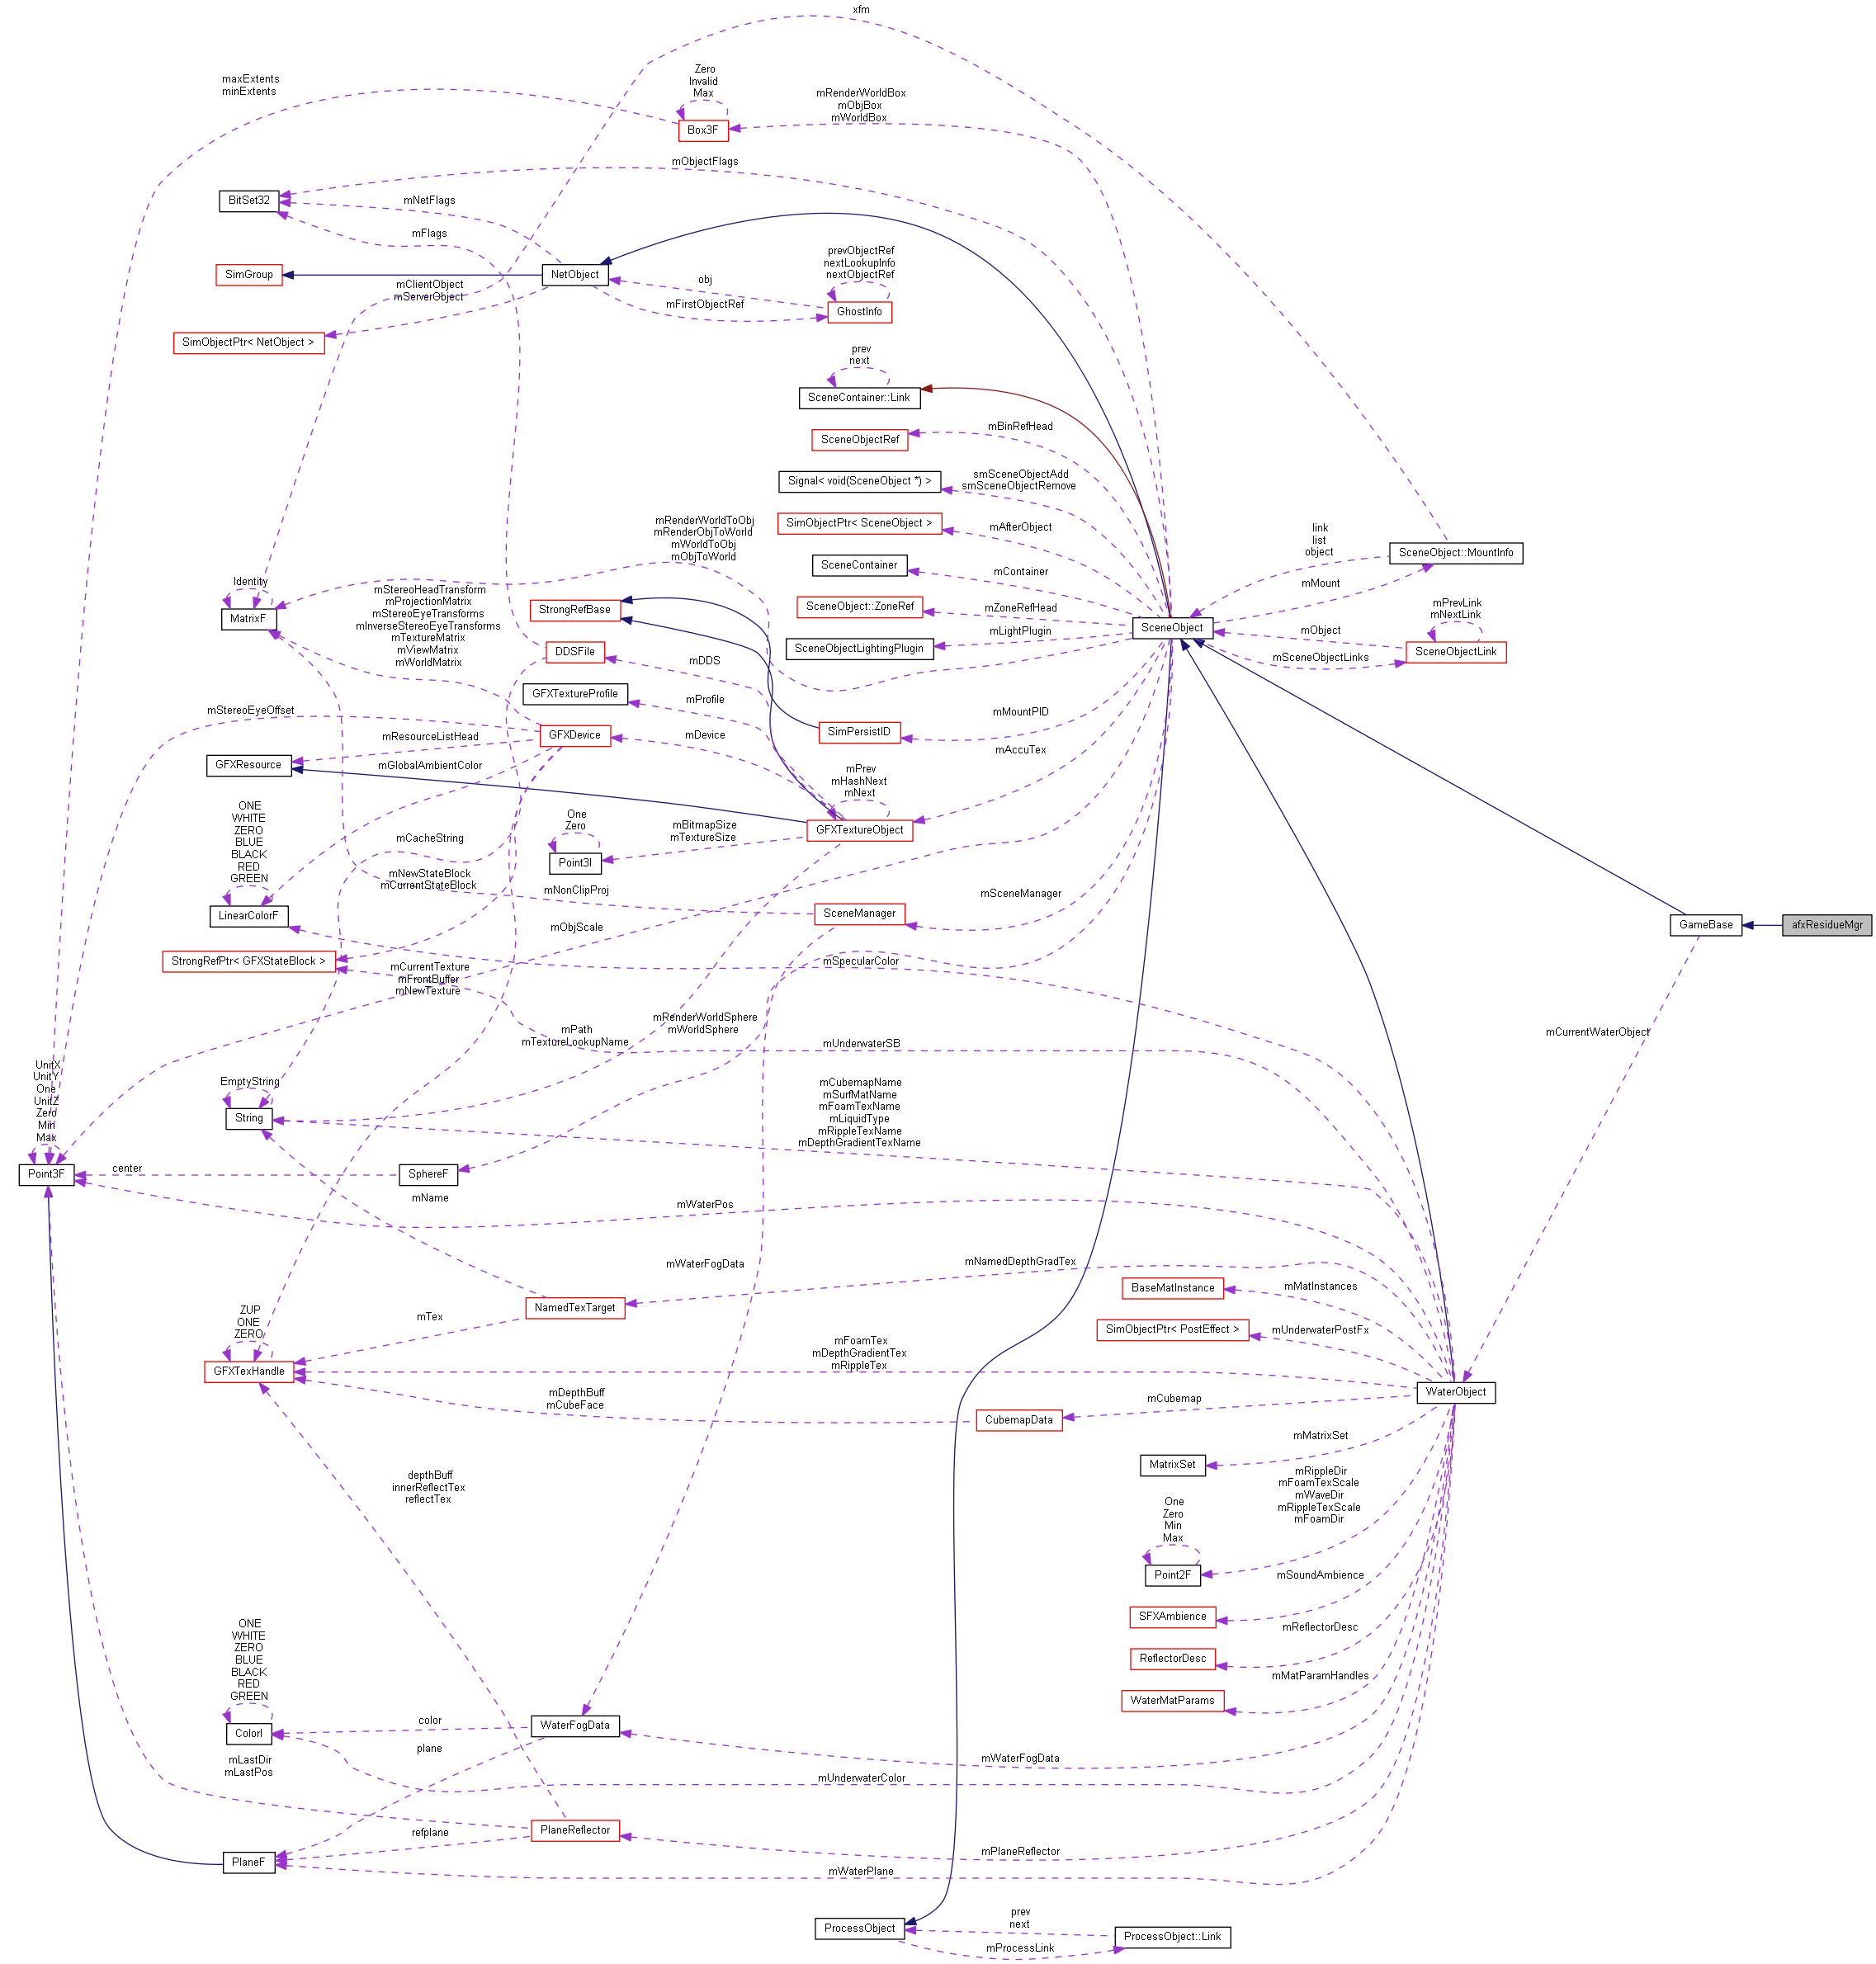 xfm
maxExtents
minExtents
Zero
Invalid
Max
Box3F
mRenderWorldBox
mObjBox
mWorldBox
mObjectFlags
BitSet32
mNetFlags
mFlags
SimGroup
NetObject
mClientObject
mServerObject
obj
mFirstObjectRef
prevObjectRef
nextLookupInfo
nextObjectRef
GhostInfo
SimObjectPtr< NetObject >
prev
next
SceneContainer::Link
mBinRefHead
SceneObjectRef
Signal< void(SceneObject *) >
smSceneObjectAdd
smSceneObjectRemove
SimObjectPtr< SceneObject >
mAfterObject
SceneContainer
mContainer
SceneObject::ZoneRef
mZoneRefHead
SceneObjectLightingPlugin
mLightPlugin
mRenderWorldToObj
mRenderObjToWorld
mWorldToObj
mObjToWorld
link
list
object
SceneObject::MountInfo
mMount
SceneObject
mPrevLink
mNextLink
mObject
SceneObjectLink
mSceneObjectLinks
Identity
MatrixF
mStereoHeadTransform
mProjectionMatrix
mStereoEyeTransforms
mInverseStereoEyeTransforms
mTextureMatrix
mViewMatrix
mWorldMatrix
StrongRefBase
DDSFile
mDDS
GFXTextureProfile
mProfile
mStereoEyeOffset
GFXDevice
mDevice
SimPersistID
mMountPID
mAccuTex
mResourceListHead
GFXResource
mGlobalAmbientColor
mPrev
mHashNext
mNext
GFXTextureObject
ONE
WHITE
ZERO
BLUE
BLACK
RED
GREEN
LinearColorF
mCacheString
One
Zero
Point3I
mBitmapSize
mTextureSize
mNewStateBlock
mCurrentStateBlock
mNonClipProj
SceneManager
mSceneManager
GameBase
afxResidueMgr
mObjScale
StrongRefPtr< GFXStateBlock >
mSpecularColor
mCurrentTexture
mFrontBuffer
mNewTexture
mPath
mTextureLookupName
mRenderWorldSphere
mWorldSphere
mUnderwaterSB
mCurrentWaterObject
UnitX
UnitY
One
UnitZ
Zero
Min
Max
Point3F
EmptyString
String
mCubemapName
mSurfMatName
mFoamTexName
mLiquidType
mRippleTexName
mDepthGradientTexName
center
SphereF
mName
mWaterPos
mWaterFogData
mNamedDepthGradTex
BaseMatInstance
mMatInstances
NamedTexTarget
mTex
SimObjectPtr< PostEffect >
mUnderwaterPostFx
ZUP
ONE
ZERO
GFXTexHandle
mFoamTex
mDepthGradientTex
mRippleTex
WaterObject
mDepthBuff
mCubeFace
CubemapData
mCubemap
mMatrixSet
MatrixSet
depthBuff
innerReflectTex
reflectTex
mRippleDir
mFoamTexScale
mWaveDir
mRippleTexScale
mFoamDir
One
Zero
Min
Max
Point2F
mSoundAmbience
SFXAmbience
mReflectorDesc
ReflectorDesc
mMatParamHandles
WaterMatParams
ONE
WHITE
ZERO
BLUE
BLACK
RED
GREEN
ColorI
color
WaterFogData
plane
mWaterFogData
mLastDir
mLastPos
mUnderwaterColor
PlaneReflector
refplane
mPlaneReflector
PlaneF
mWaterPlane
ProcessObject
prev
next
ProcessObject::Link
mProcessLink